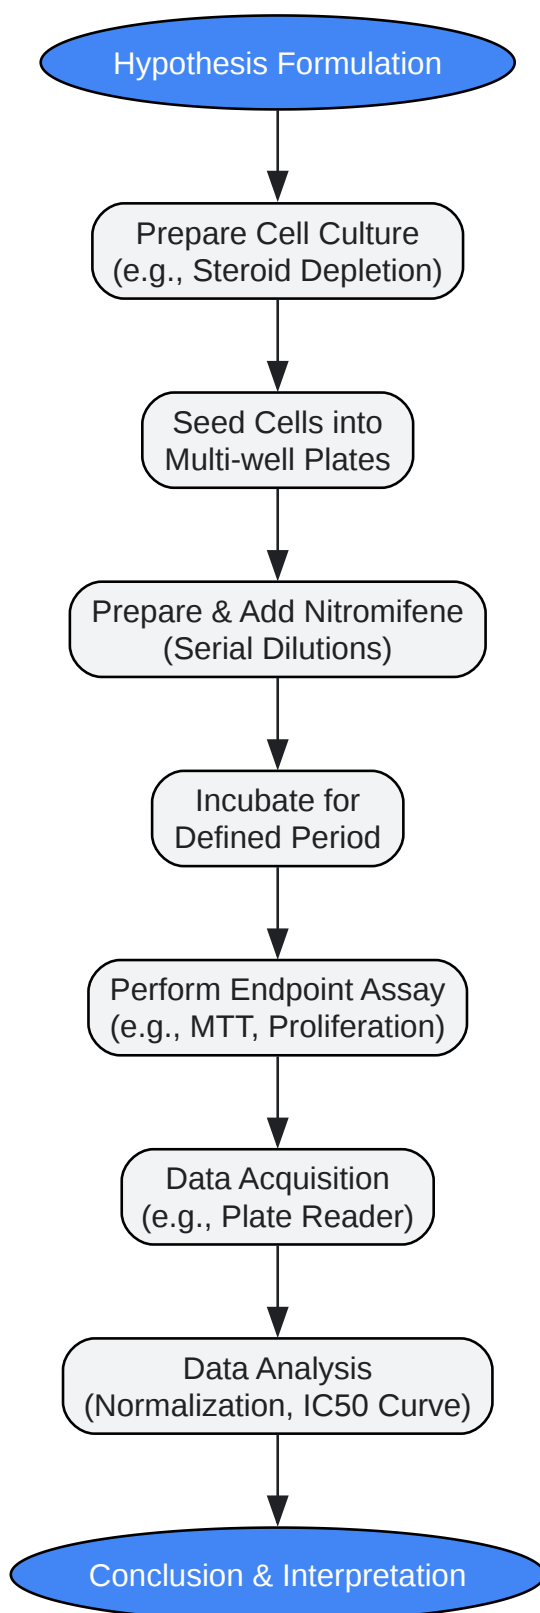 Hypothesis Formulation
Prepare Cell Culture
(e.g., Steroid Depletion)
Seed Cells into
Multi-well Plates
Prepare & Add Nitromifene
(Serial Dilutions)
Incubate for
Defined Period
Perform Endpoint Assay
(e.g., MTT, Proliferation)
Data Acquisition
(e.g., Plate Reader)
Data Analysis
(Normalization, IC50 Curve)
Conclusion & Interpretation